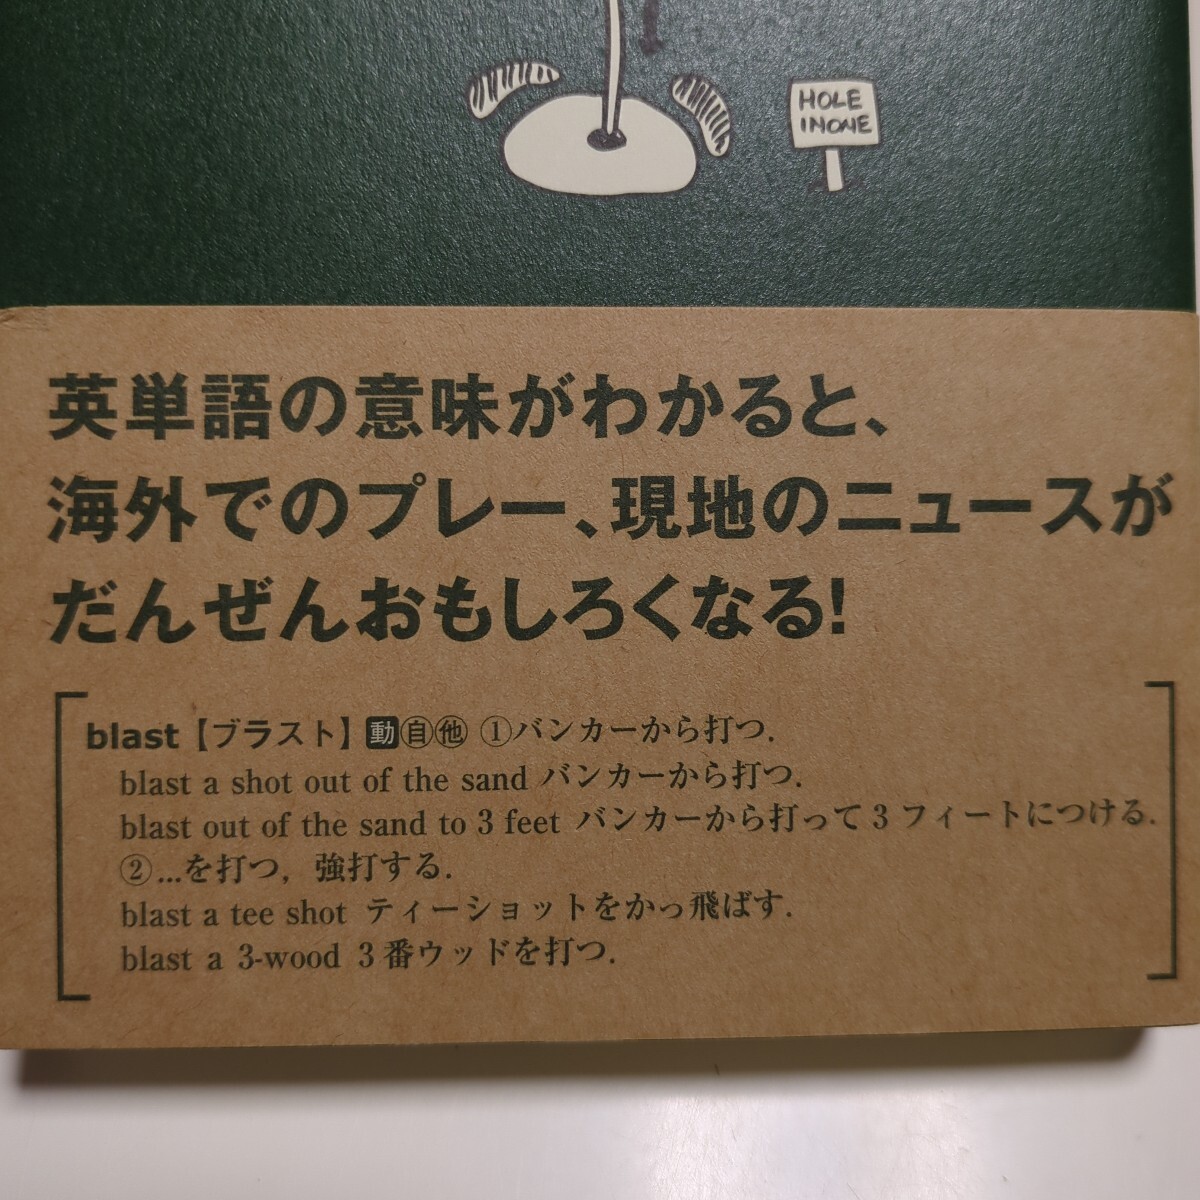 HOLE
INONE
英単語の意味がわかると、
海外でのプレー、現地のニュースが
だんぜんおもしろくなる!
blast【ブラスト】動自他 ①バンカーから打つ.
blast a shot out of the sand バンカーから打つ.
blast out of the sand to 3 feet バンカーから打って3フィートにつける.
②...を打つ, 強打する.
blast a tee shot ティーショットをかっ飛ばす.
blast a 3-wood 3番ウッドを打つ.